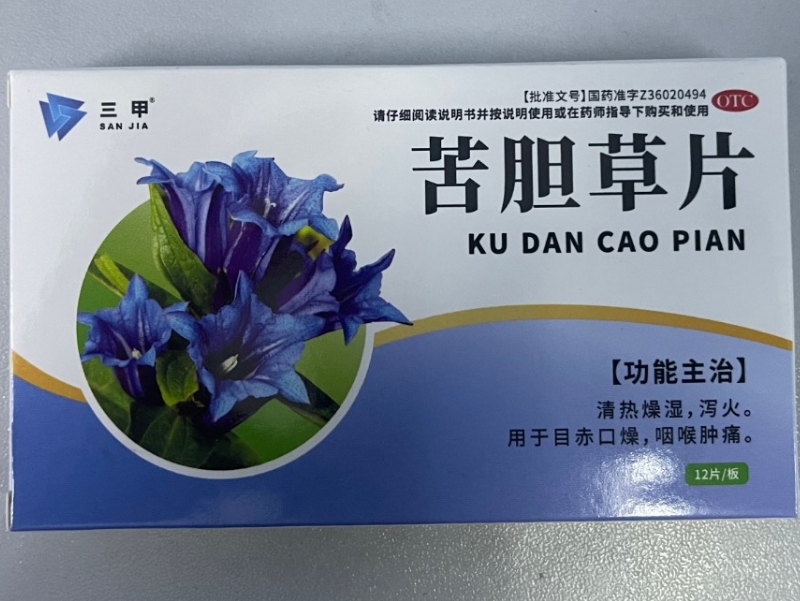 三甲®
SAN JIA
【批准文号】国药准字Z36020494
OTC
请仔细阅读说明书并按说明使用或在药师指导下购买和使用
苦胆草片
KU DAN CAO PIAN
【功能主治】
清热燥湿，泻火。
用于目赤口燥，咽喉肿痛。
12片/板